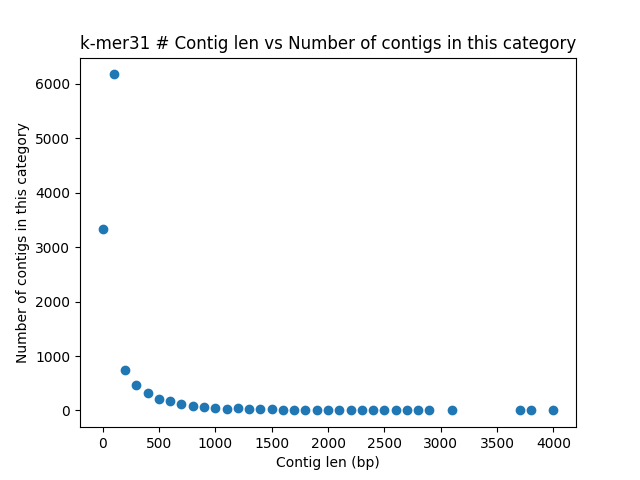 k-mer31 # Contig len vs Number of contigs in this category
Number of contigs in this category
6000
5000
4000
3000
2000
1000
0
0 500 1000 1500 2000 2500 3000 3500 4000
Contig len (bp)